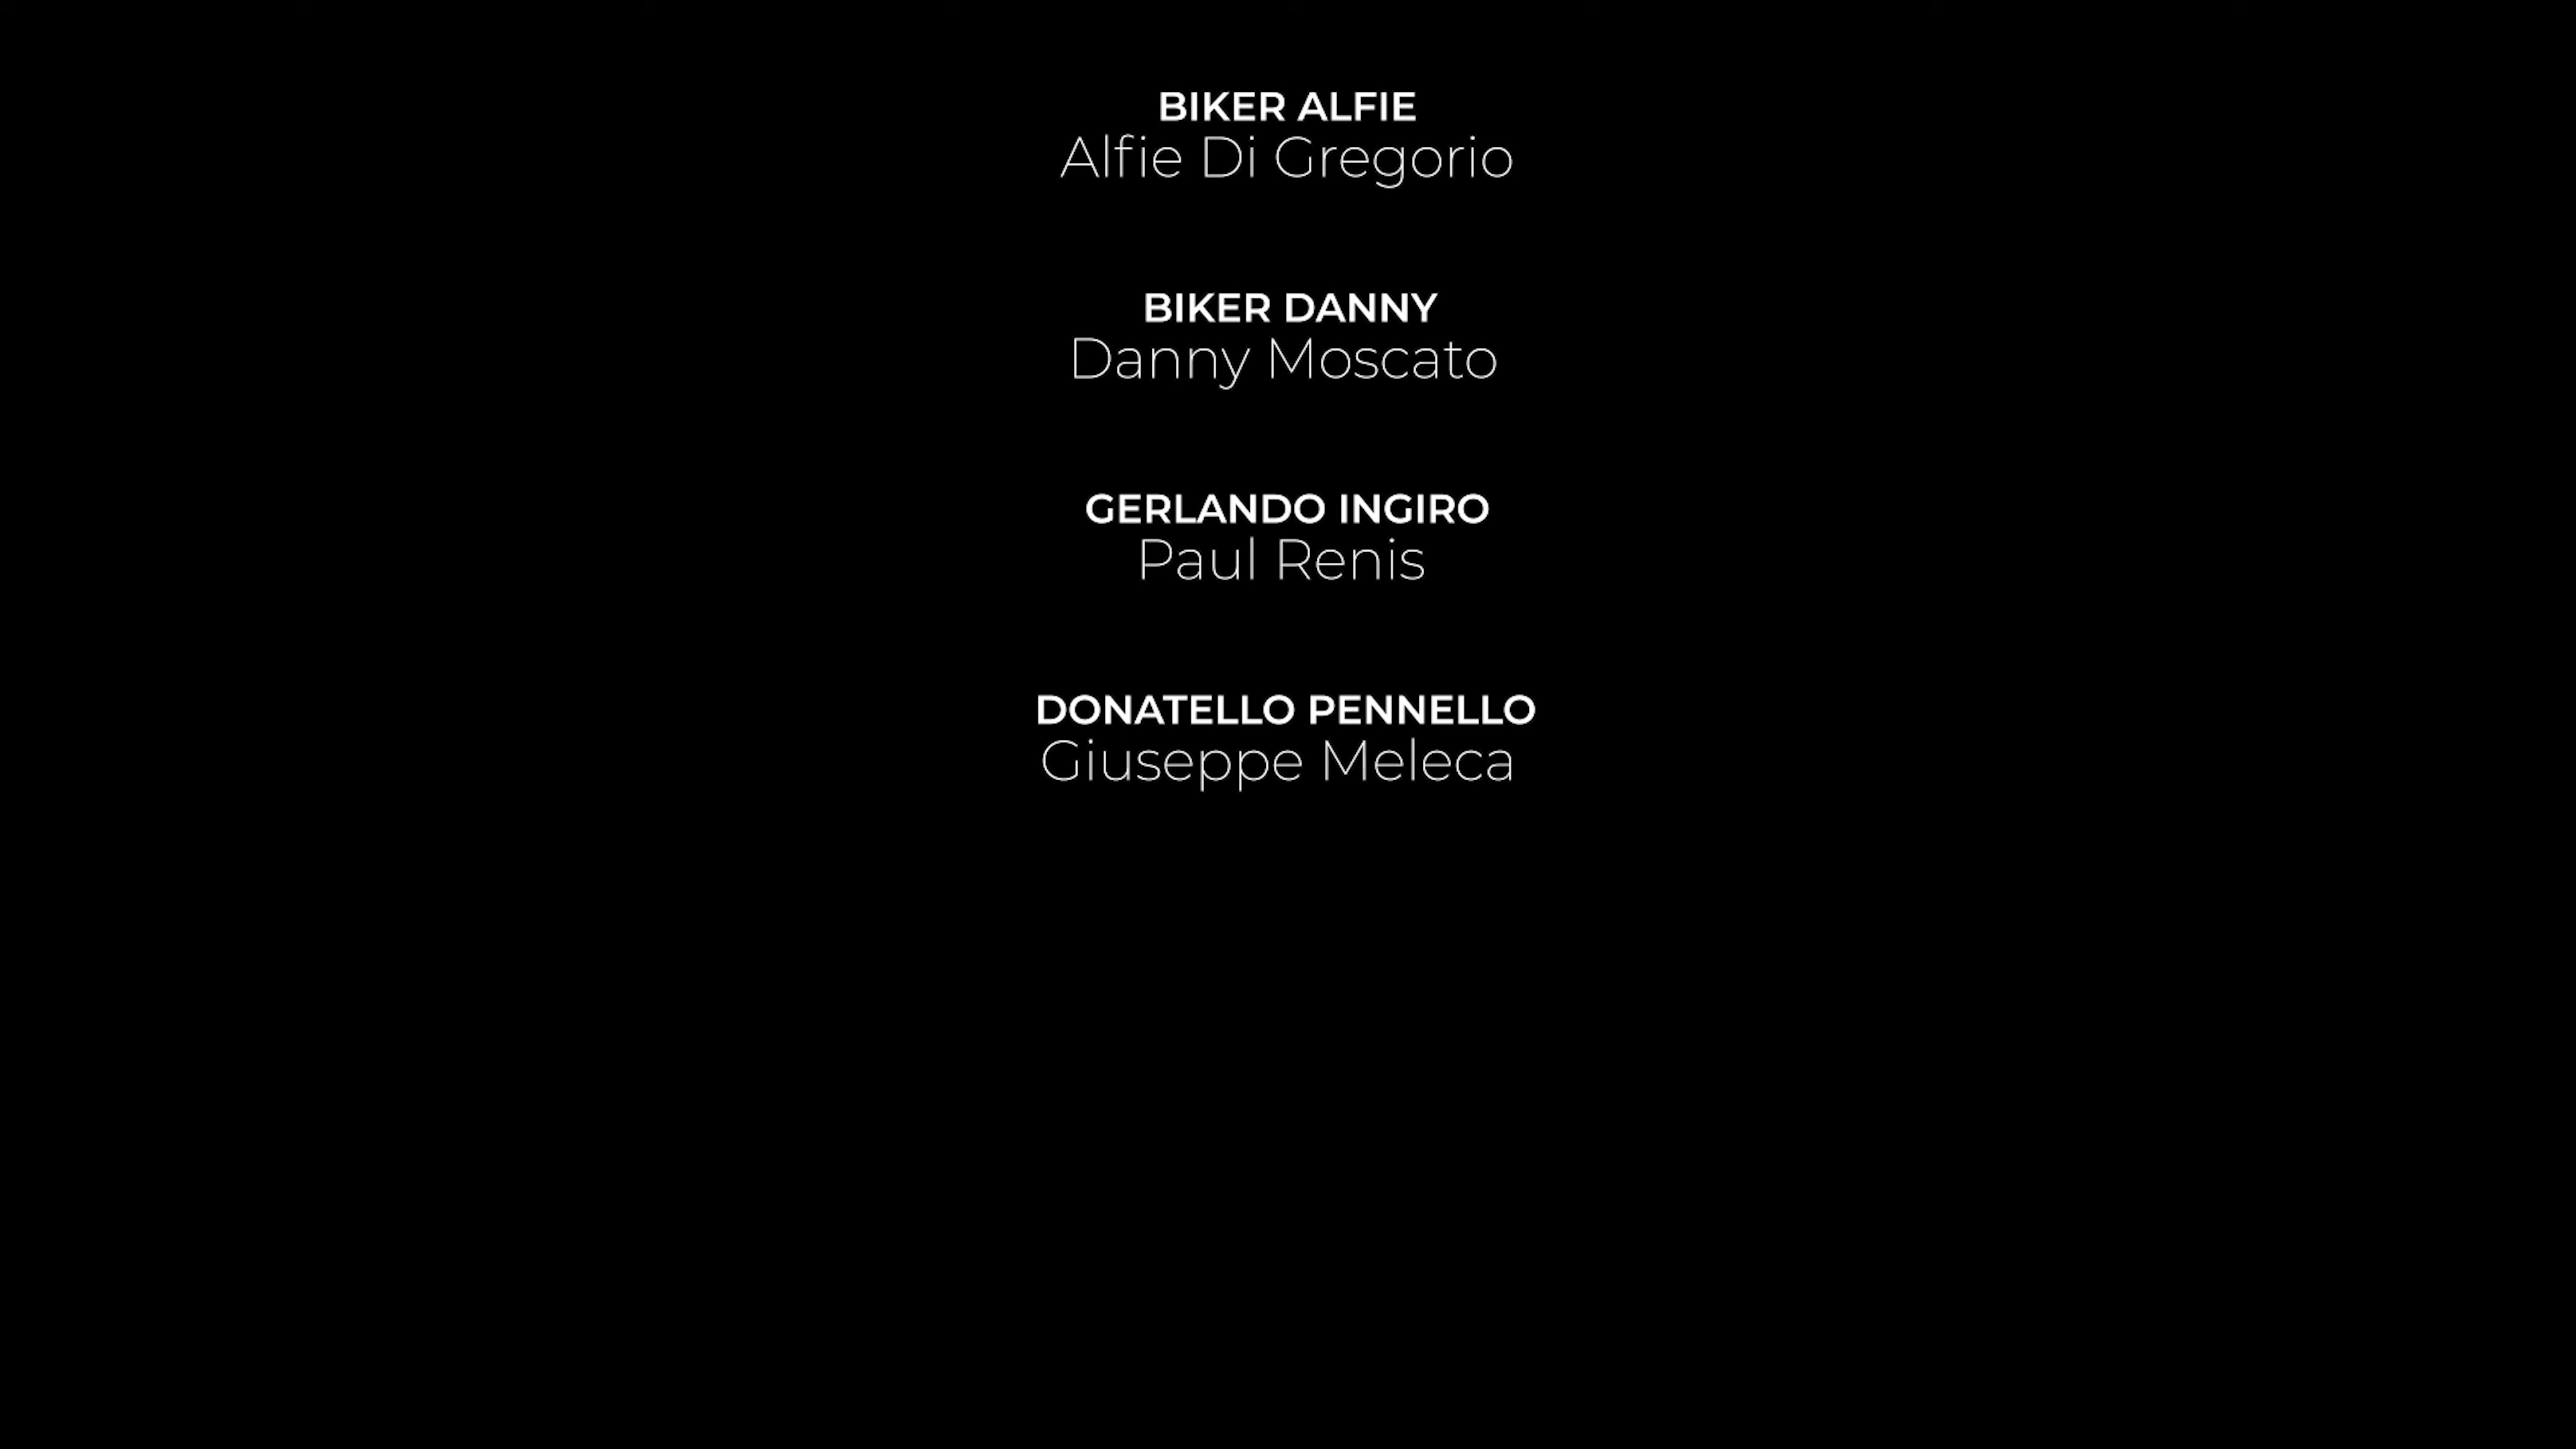 BIKER ALFIE
Alfie Di Gregorio
BIKER DANNY
Danny Moscato
GERLANDO INGIRO
Paul Renis
DONATELLO PENNELLO
Giuseppe Meleca